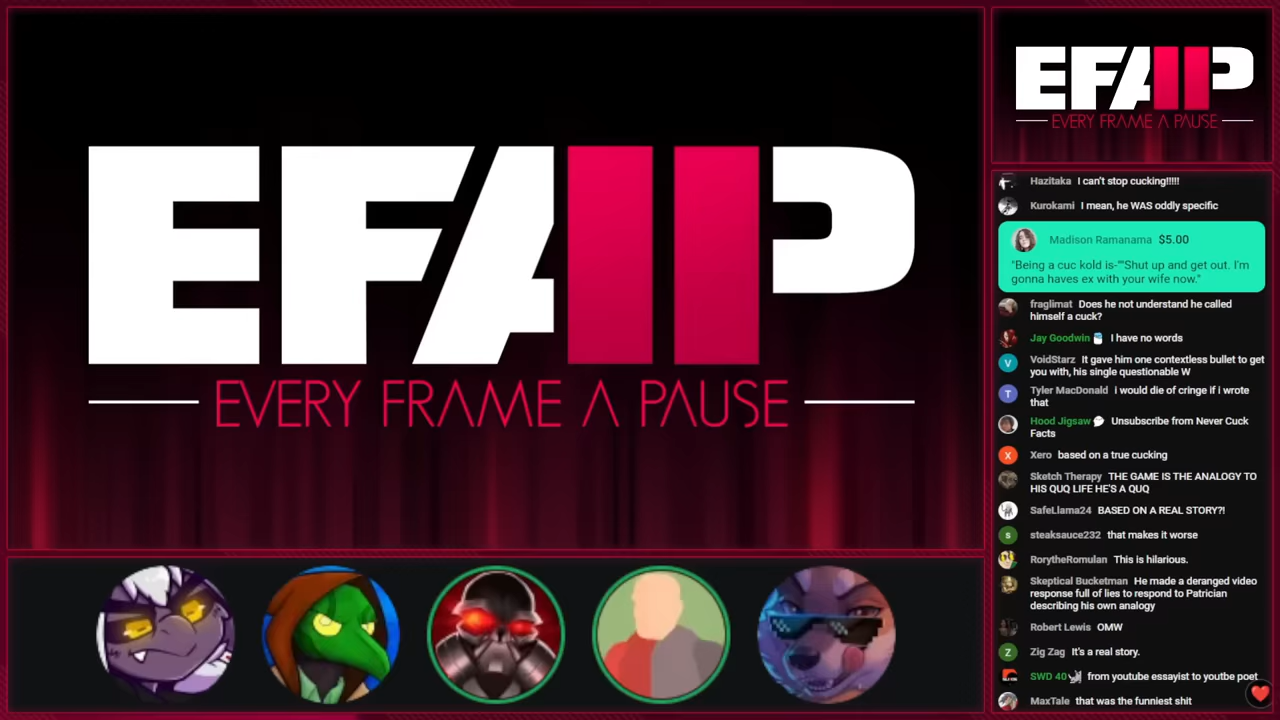 EFAP
EVERY FRAME A PAUSE
EFAP
EVERY FRAME A PAUSE
Hazitaka I can't stop cucking!!!!!
Kurokami I mean, he WAS oddly specific
Madison Ramanama $5.00
"Being a cuc kold is-""Shut up and get out. I'm
gonna haves ex with your wife now."
fraglimat Does he not understand he called
himself a cuck?
Jay Goodwin I have no words
VoidStarz It gave him one contextless bullet to get
you with, his single questionable W
Tyler MacDonald i would die of cringe if i wrote
that
Hood Jigsaw Unsubscribe from Never Cuck
Facts
Xero based on a true cucking
Sketch Therapy THE GAME IS THE ANALOGY TO
HIS QUQ LIFE HE'S A QUQ
SafeLlama24 BASED ON A REAL STORY?!
steaksauce232 that makes it worse
RorytheRomulan This is hilarious.
Skeptical Bucketman He made a deranged video
response full of lies to respond to Patrician
describing his own analogy
Robert Lewis OMW
Zig Zag It's a real story.
SWD 40 from youtube essayist to youtbe poet
MaxTale that was the funniest shit
V
T
X
s
Z